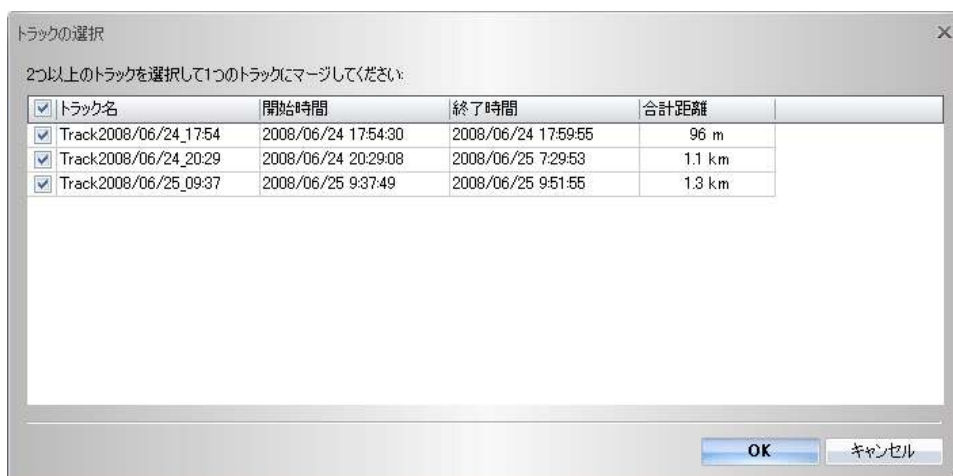 トラックの選択
2つ以上のトラックを選択して1つのトラックにマージしてください:
トラック名 開始時間 終了時間 合計距離
Track2008/06/24_17:54 2008/06/24 17:54:30 2008/06/24 17:59:55 96 m
Track2008/06/24_20:29 2008/06/24 20:29:08 2008/06/25 7:29:53 1.1 km
Track2008/06/25_09:37 2008/06/25 9:37:49 2008/06/25 9:51:55 1.3 km
OK キャンセル